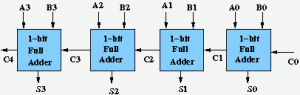 A3 B3 A2 B2 A1 B1 A0 B0
1-bit Full Adder 1-bit Full Adder 1-bit Full Adder 1-bit Full Adder
C4 C3 C2 C1 C0
S3 S2 S1 S0